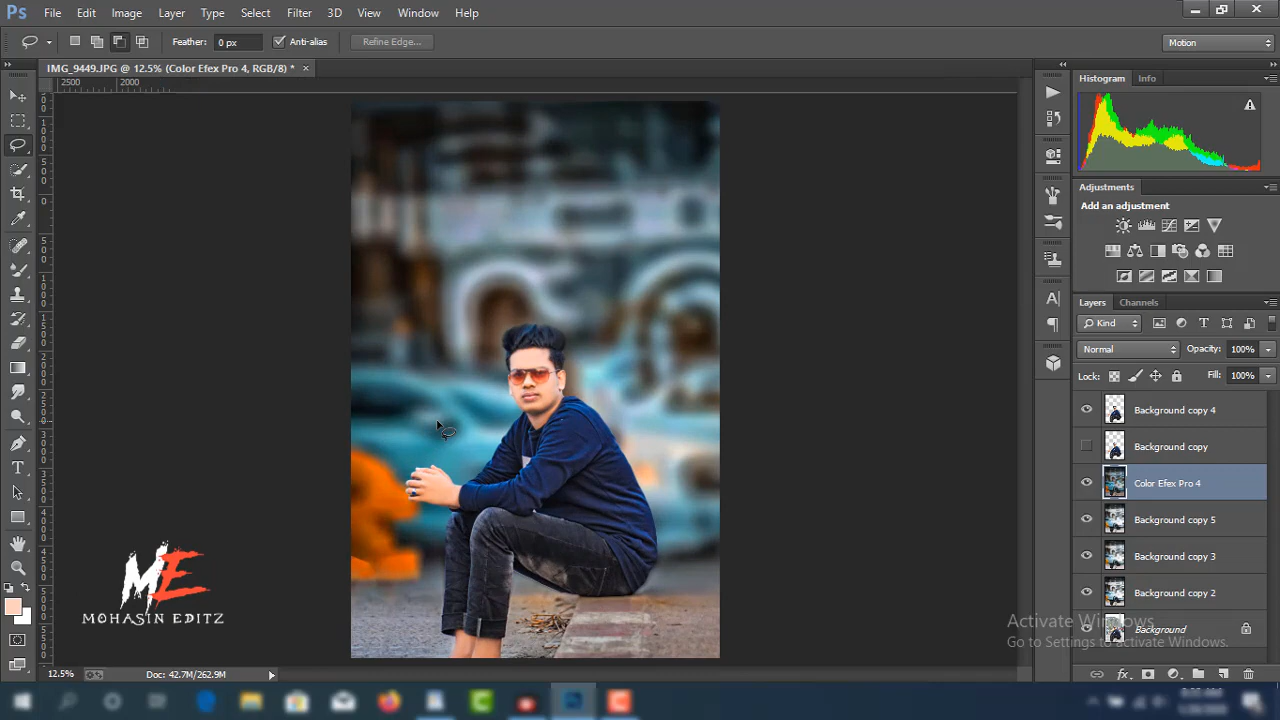 Ps File Edit Image Layer Type Select Filter 3D View Window Help
Feather: 0 px Anti-alias Refine Edge... Motion
IMG_9449.JPG @ 12.5% (Color Efex Pro 4, RGB/8) * ×
2500 2000
Histogram Info
Adjustments
Add an adjustment
Layers Channels
Kind
Normal Opacity: 100%
Lock: Fill: 100%
Background copy 4
Background copy
Color Efex Pro 4
Background copy 5
Background copy 3
Background copy 2
Background
ME
MOHASIN EDITZ
Activate Windows
Go to Settings to activate Windows.
12.5% Doc: 42.7M/262.9M